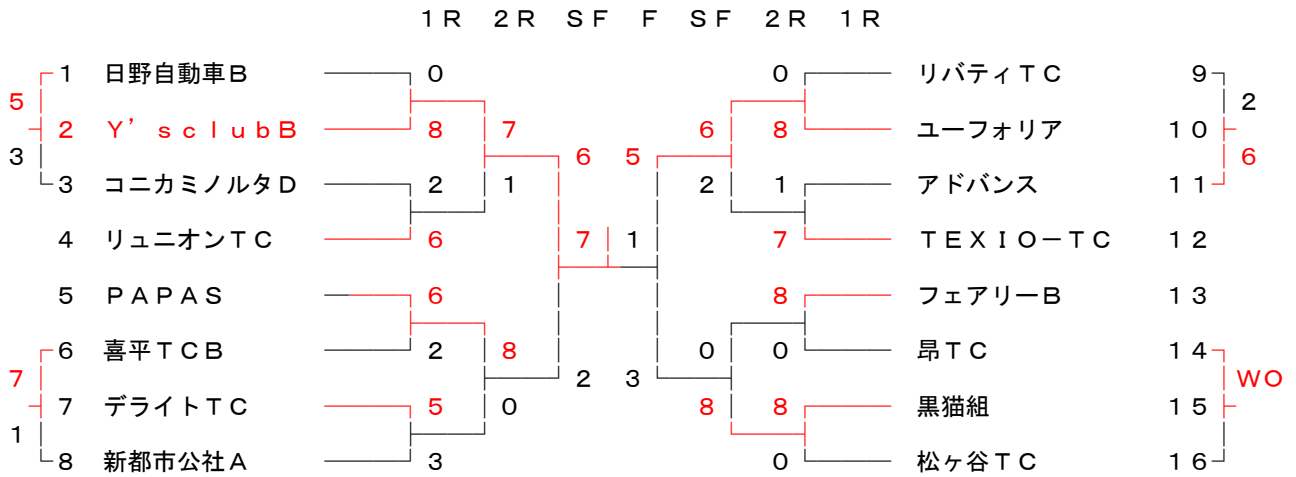 １Ｒ ２Ｒ ＳＦ Ｆ ＳＦ ２Ｒ １Ｒ
1 日野自動車Ｂ 0 0 リバティＴＣ 9
5 2
2 Ｙ’ｓｃｌｕｂＢ 8 7 6 8 ユーフォリア 10
3 6 5 6
3 コニカミノルタＤ 2 1 2 1 アドバンス 11
4 リュニオンＴＣ 6 7 1 7 ＴＥＸＩＯ－ＴＣ 12
5 ＰＡＰＡＳ 6 8 フェアリーＢ 13
6 喜平ＴＣＢ 2 8 0 0 昴ＴＣ 14
7 2 3 WO
7 デライトＴＣ 5 0 8 8 黒猫組 15
1
8 新都市公社Ａ 3 0 松ヶ谷ＴＣ 16